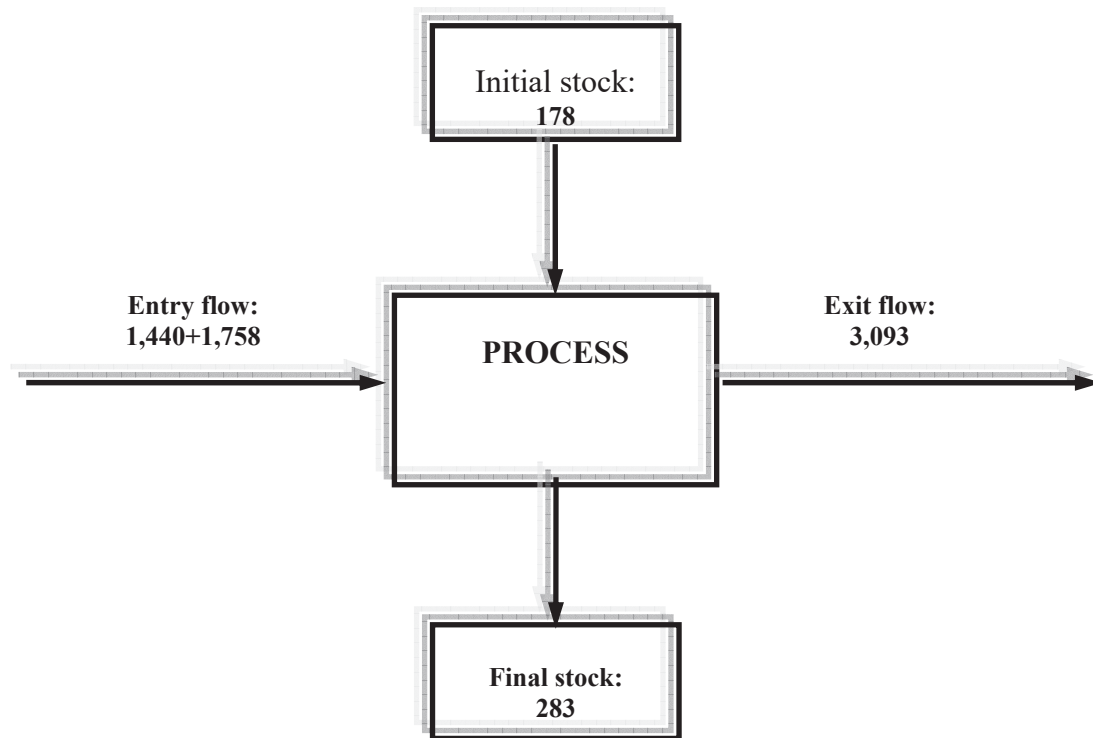 Initial stock:
178
Entry flow:
1,440+1,758
PROCESS
Exit flow:
3,093
Final stock:
283